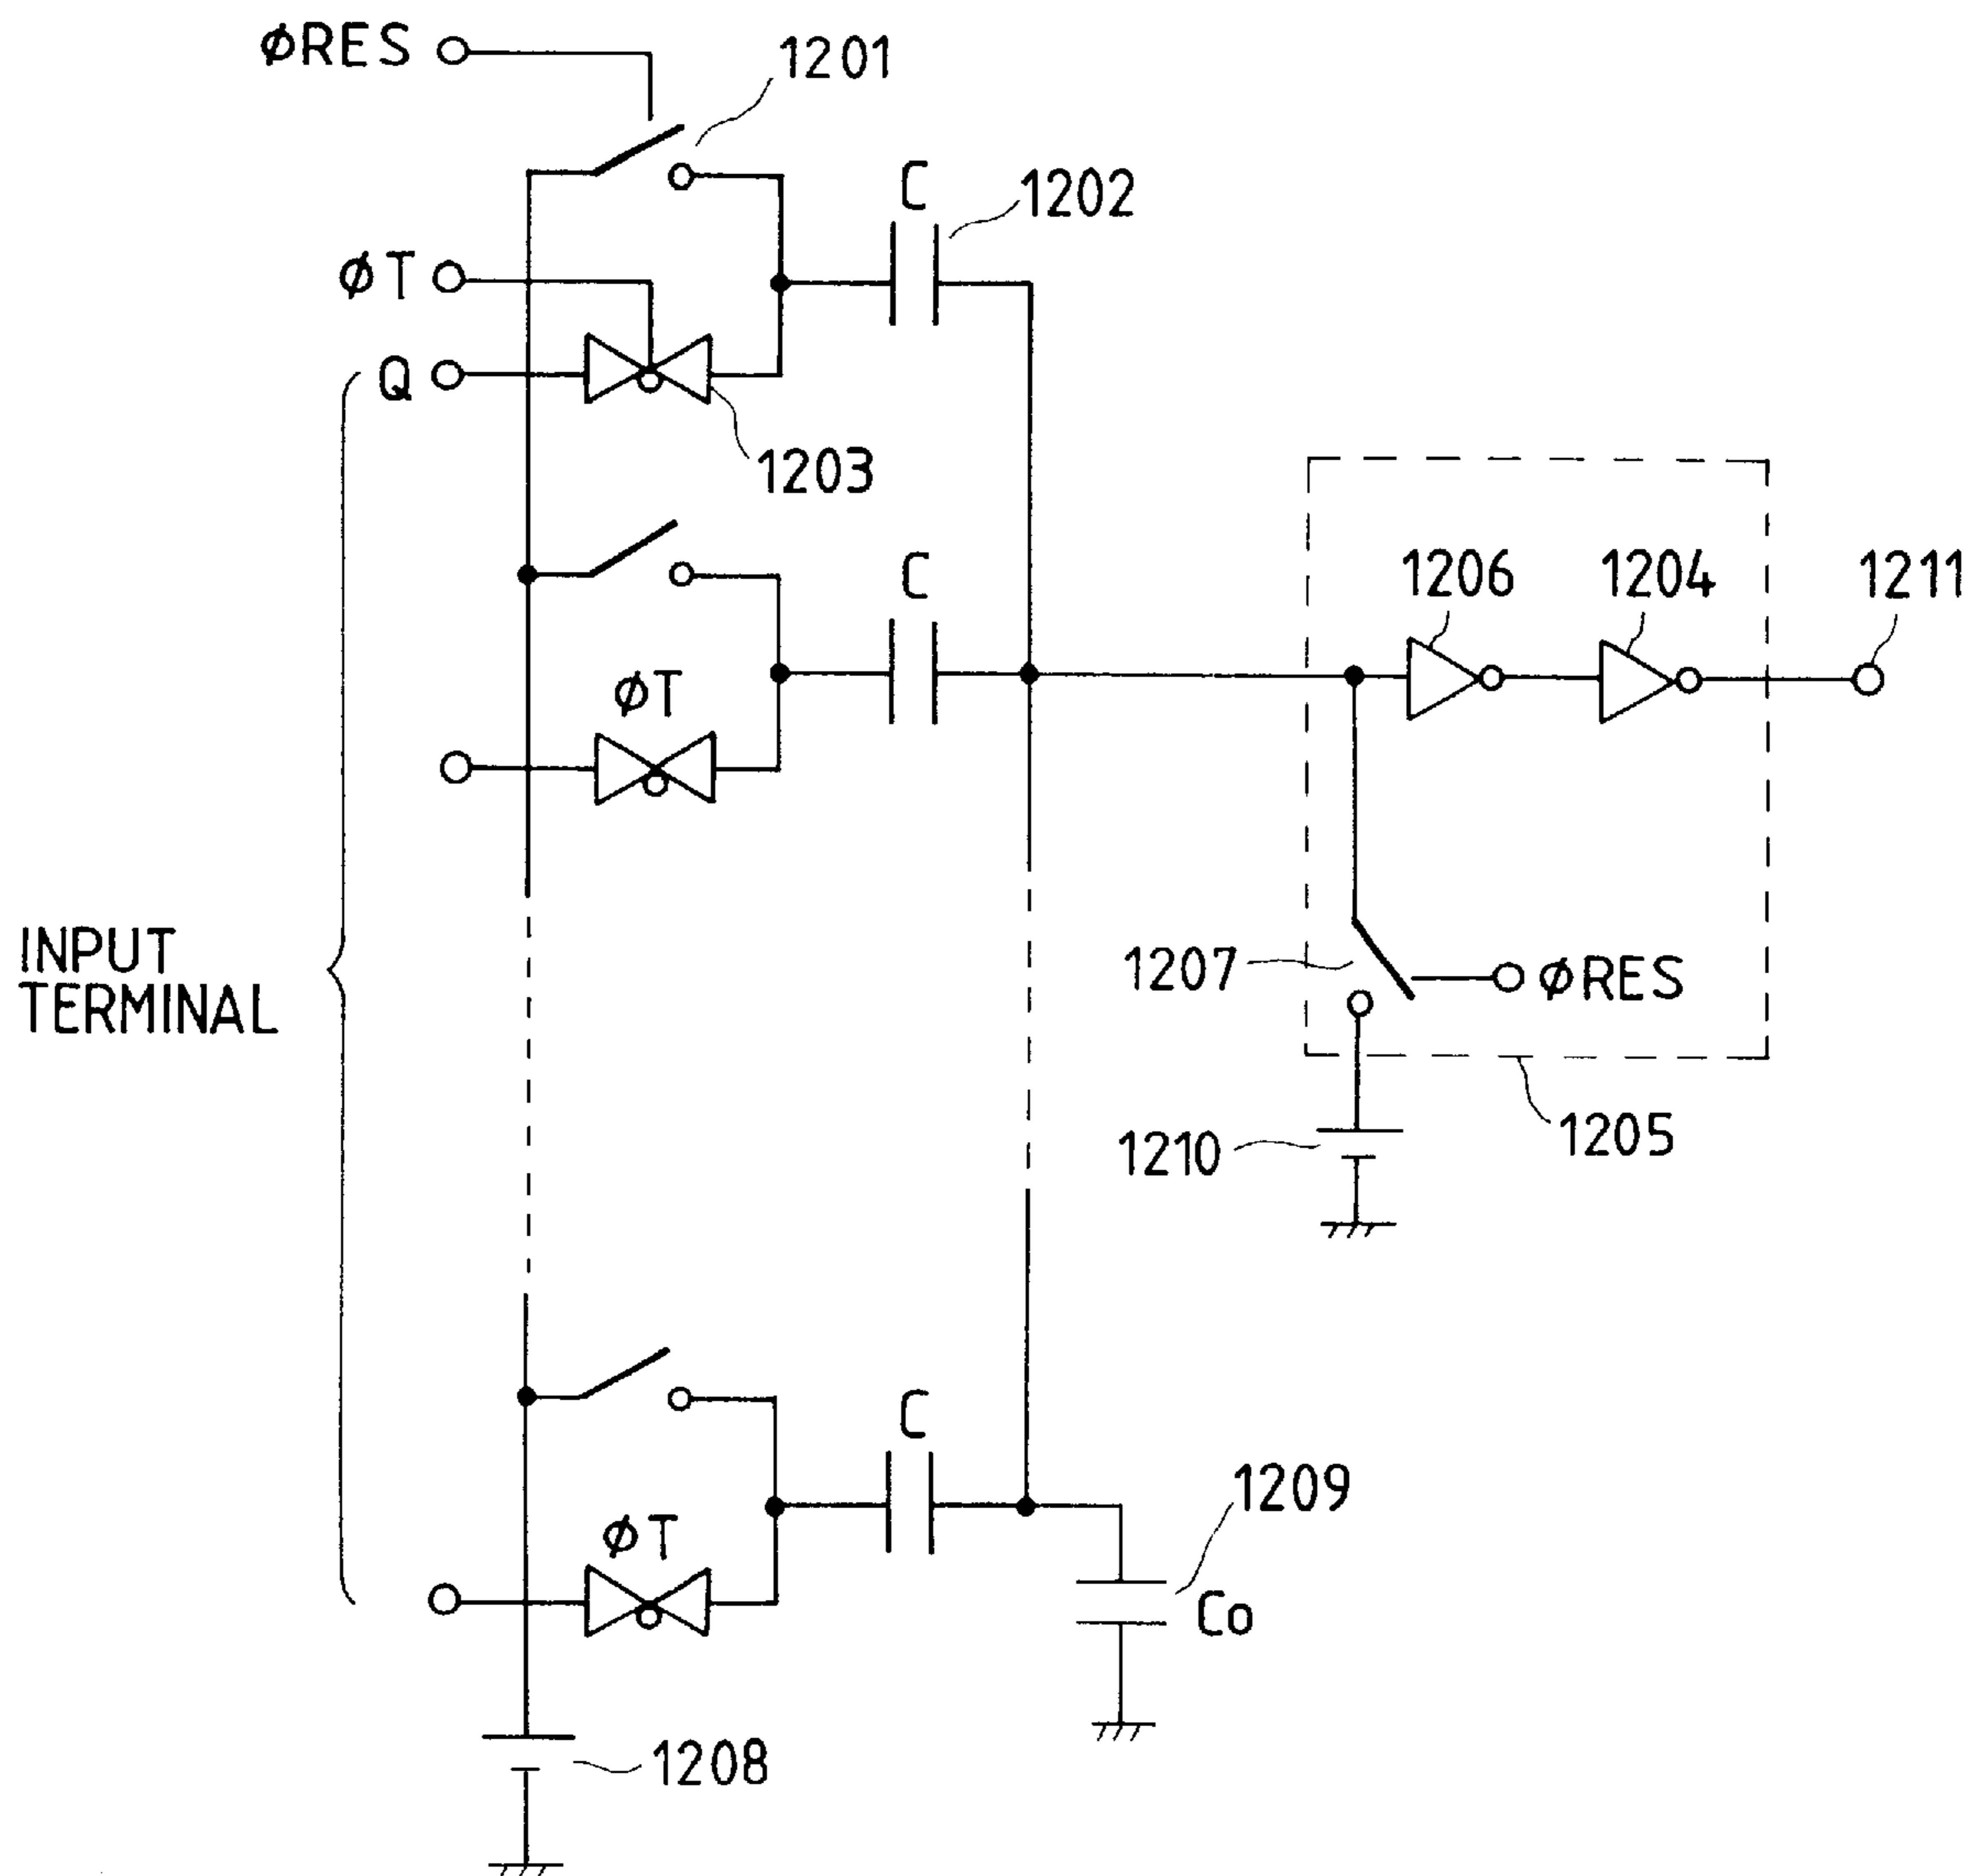 φRES
1201
C
1202
φT
Q
1203
C
1206
1204
1211
φT
INPUT
TERMINAL
1207
φRES
1210
1205
C
1209
φT
Co
1208